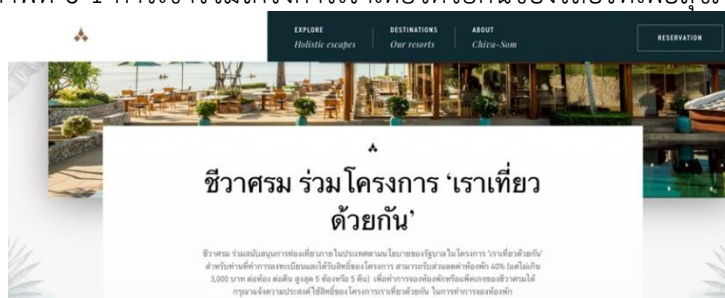 EXPLORE
Holistic escapes
DESTINATIONS
Our resorts
ABOUT
Chiva-Som
RESERVATION
ชีวาศรม ร่วมโครงการ ‘เราเที่ยว
ด้วยกัน’
ชีวาศรม ร่วมสนับสนุนการท่องเที่ยวภายในประเทศตามนโยบายของรัฐบาลในโครงการ 'เราเที่ยวด้วยกัน'
สำหรับท่านที่ทำการลงทะเบียนและได้รับสิทธิ์ของโครงการ สามารถรับส่วนลดค่าห้องพัก 40% (แต่ไม่เกิน
3,000 บาท ต่อห้อง ต่อคืน สูงสุด 5 ห้องหรือ 5 คืน) เพื่อทำการจองห้องพักหรือแพ็คเกจของชีวาศรมได้
กรุณาแจ้งความประสงค์ใช้สิทธิ์ของโครงการเราเที่ยวด้วยกัน ในการทำการจองห้องพัก